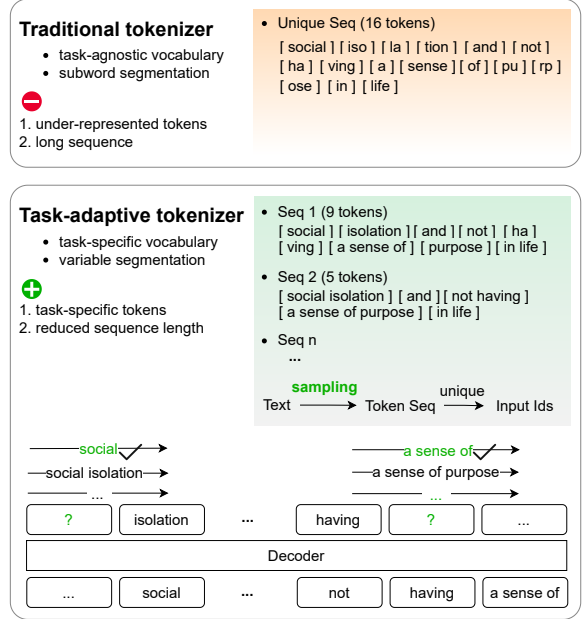 Traditional tokenizer
• task-agnostic vocabulary
• subword segmentation
1. under-represented tokens
2. long sequence
• Unique Seq (16 tokens)
[ social ] [ iso ] [ la ] [ tion ] [ and ] [ not ]
[ ha ] [ ving ] [ a ] [ sense ] [ of ] [ pu ] [ rp ]
[ ose ] [ in ] [ life ]
Task-adaptive tokenizer
• task-specific vocabulary
• variable segmentation
1. task-specific tokens
2. reduced sequence length
• Seq 1 (9 tokens)
[ social ] [ isolation ] [ and ] [ not ] [ ha ]
[ ving ] [ a sense of ] [ purpose ] [ in life ]
• Seq 2 (5 tokens)
[ social isolation ] [ and ] [ not having ]
[ a sense of purpose ] [ in life ]
• Seq n
...
sampling unique
Text Token Seq Input Ids
social a sense of
social isolation a sense of purpose
... ...
? isolation ... having ? ...
Decoder
... social ... not having a sense of